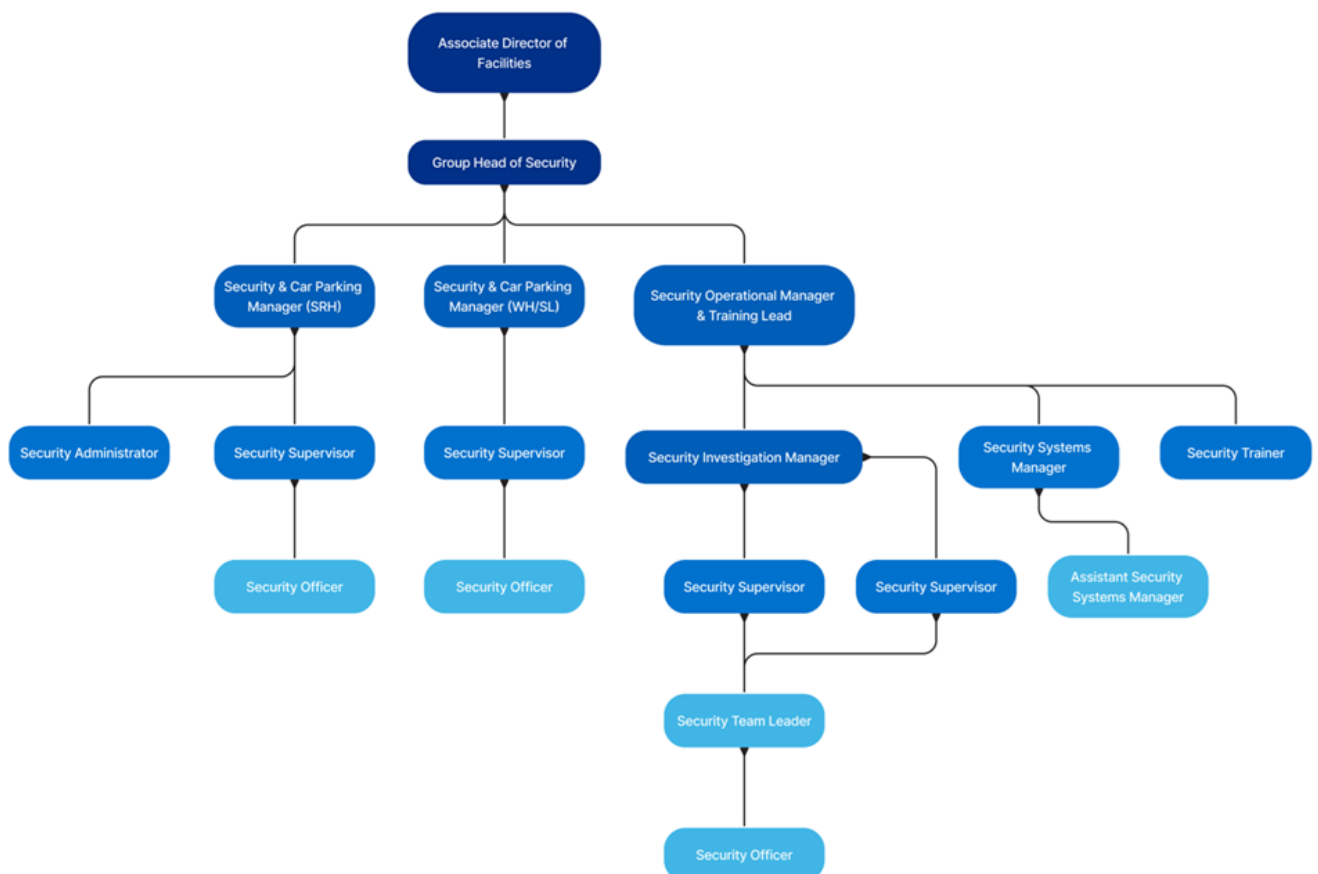 Associate Director of
Facilities
Group Head of Security
Security & Car Parking
Manager (SRH)
Security & Car Parking
Manager (WH/SL)
Security Operational Manager
& Training Lead
Security Administrator
Security Supervisor
Security Supervisor
Security Investigation Manager
Security Systems
Manager
Security Trainer
Security Officer
Security Officer
Security Supervisor
Security Supervisor
Assistant Security
Systems Manager
Security Team Leader
Security Officer